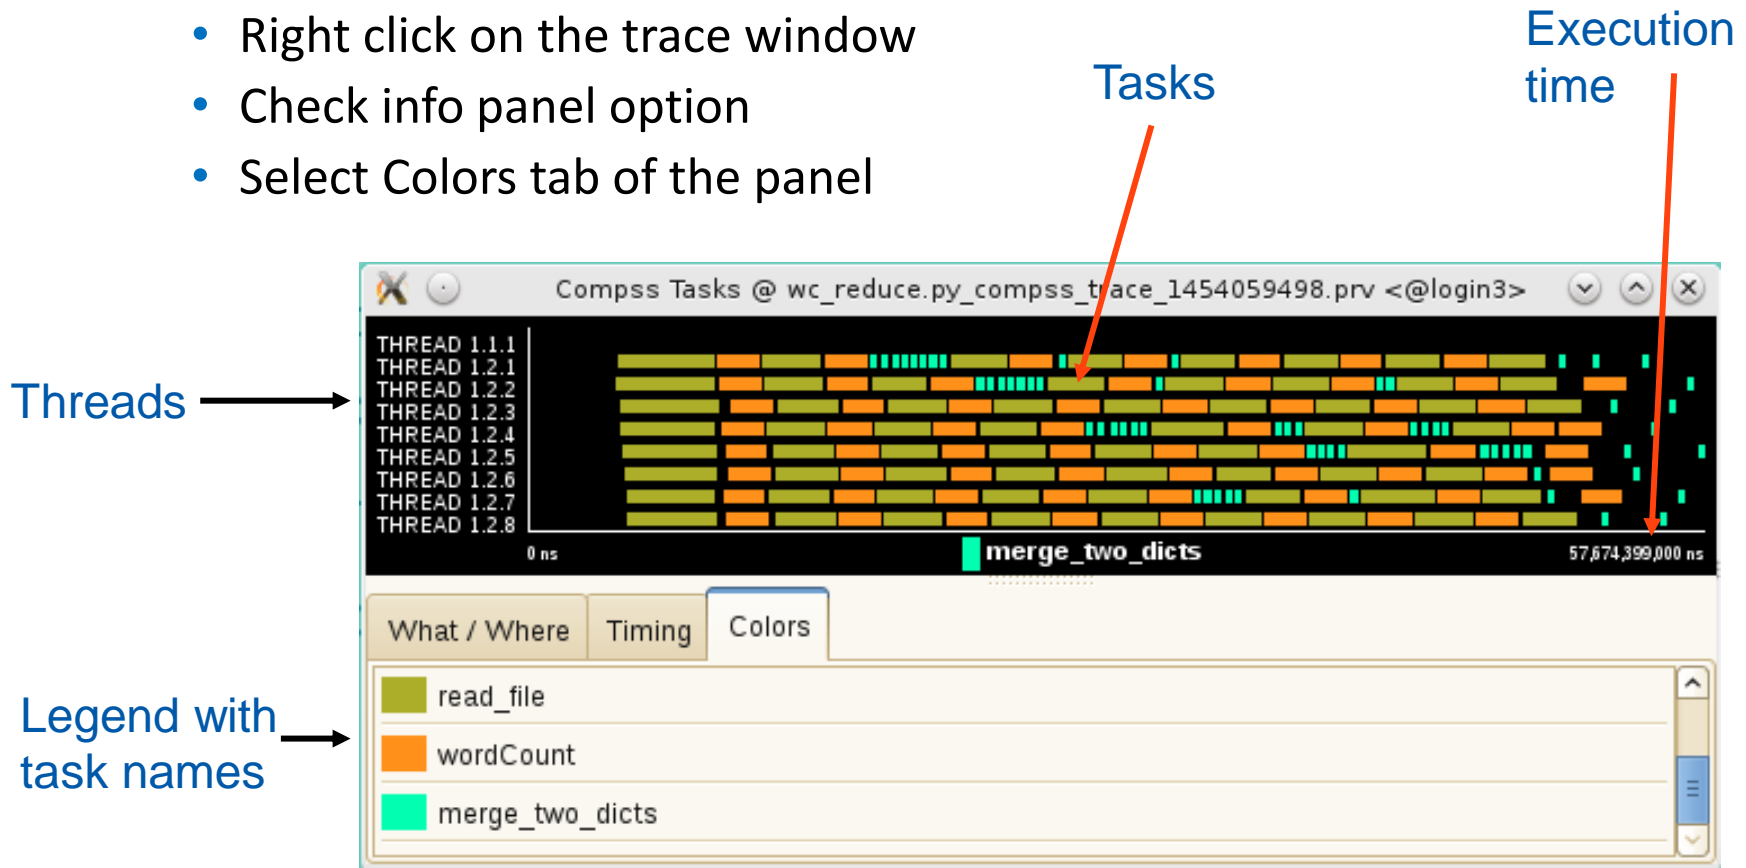 • Right click on the trace window
• Check info panel option
• Select Colors tab of the panel
Tasks
Execution
time
Compss Tasks @ wc_reduce.py_compss_trace_1454059498.prv <@login3>
THREAD 1.1.1
THREAD 1.2.1
THREAD 1.2.2
THREAD 1.2.3
THREAD 1.2.4
THREAD 1.2.5
THREAD 1.2.6
THREAD 1.2.7
THREAD 1.2.8
Threads
0 ns
merge_two_dicts
57,674,399,000 ns
What / Where
Timing
Colors
Legend with
task names
read_file
wordCount
merge_two_dicts